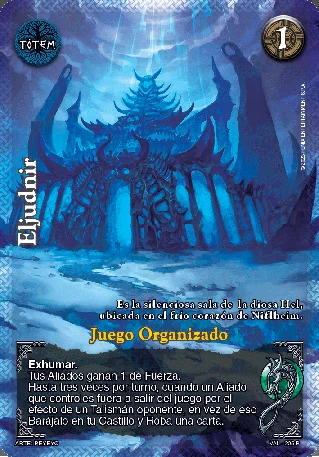 TÓTEM
1
Eljudnir
Es la silenciosa sala de la diosa Hel,
ubicada en el frío corazón de Niflheim.
Juego Organizado
Exhumar.
Tus Aliados ganan 1 de Fuerza.
Hasta tres veces por turno, cuando un Aliado
que controles fuera a salir del juego por el
efecto de un Talismán oponente, en vez de eso
Barájalo en tu Castillo y Roba una carta.